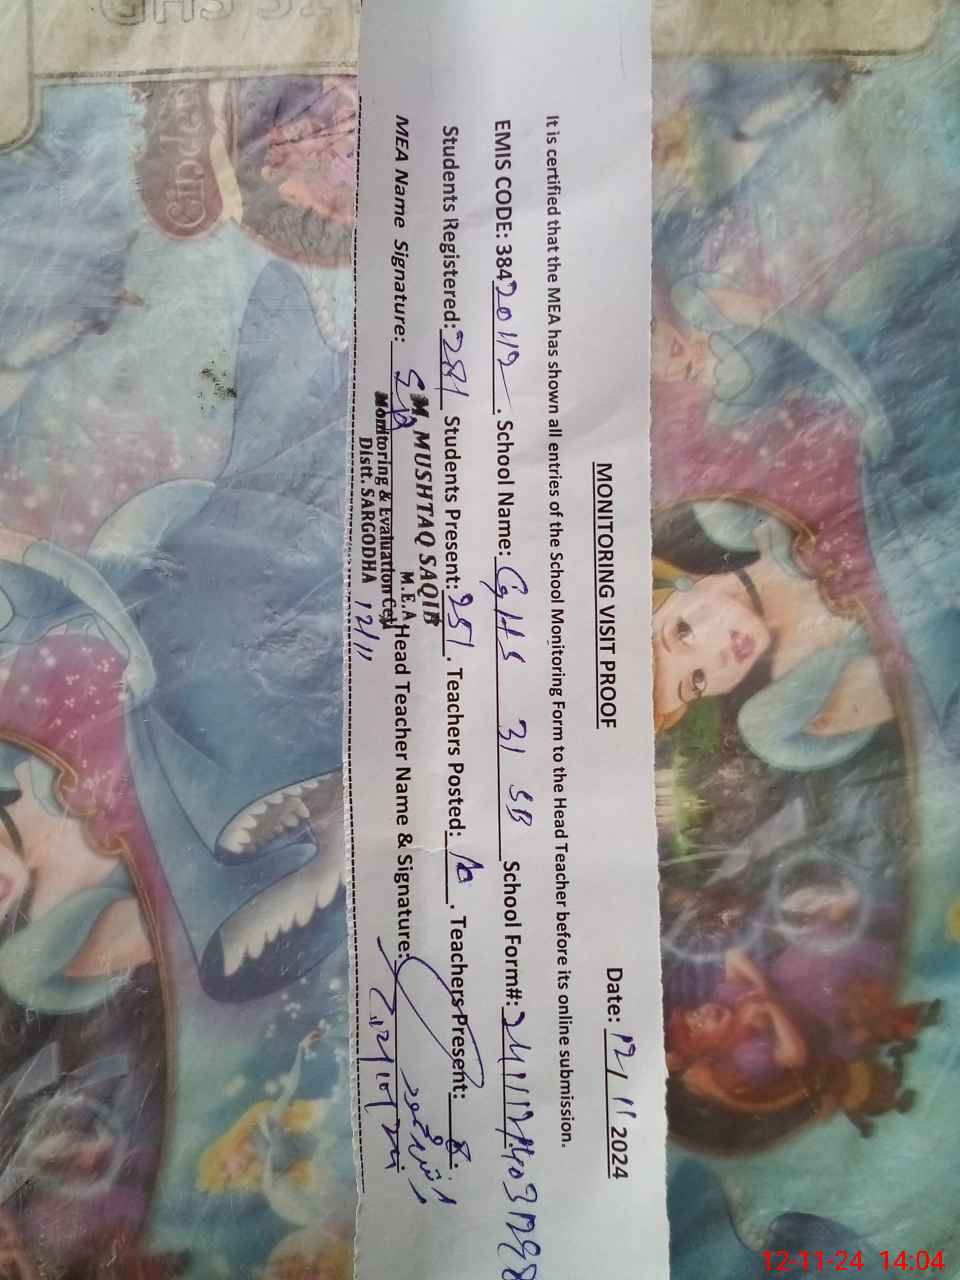 MONITORING VISIT PROOF
Date: 12/11 2024
It is certified that the MEA has shown all entries of the School Monitoring Form to the Head Teacher before its online submission.
EMIS CODE: 38420112. School Name: GHS 31 SB School Form#:
Students Registered: 281 Students Present: 251. Teachers Posted: 10. Teachers Present: 8.
MEA Name Signature: Head Teacher Name & Signature:
S M MUSHTAQ SAQIB
M.E.A
Monitoring & Evaluation Cell
Distt. SARGODHA 12/11
Cinderella
12-11-24 14:04